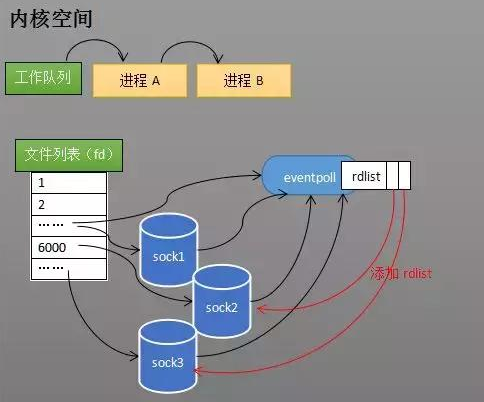 内核空间
工作队列
进程 A
进程 B
文件列表（fd）
1
2
……
6000
……
eventpoll
rdlist
sock1
sock2
sock3
添加 rdlist